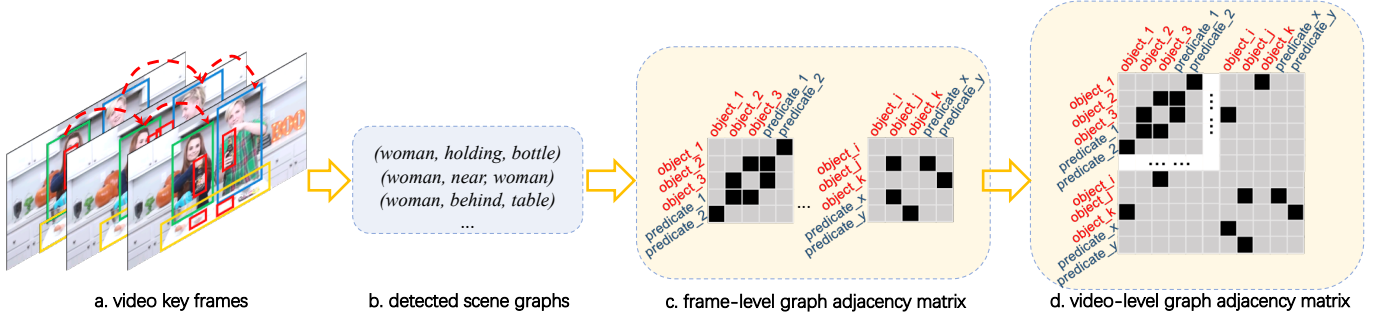 (woman, holding, bottle)
(woman, near, woman)
(woman, behind, table)
...
object_1
object_2
object_3
predicate_1
predicate_2
object_1
object_2
object_3
predicate_1
predicate_2
...
object_i
object_j
object_k
predicate_x
predicate_y
object_i
object_j
object_k
predicate_x
predicate_y
object_1
object_2
object_3
predicate_1
predicate_2
object_i
object_j
object_k
predicate_x
predicate_y
object_1
object_2
object_3
predicate_1
predicate_2
object_i
object_j
object_k
predicate_x
predicate_y
a. video key frames
b. detected scene graphs
c. frame-level graph adjacency matrix
d. video-level graph adjacency matrix